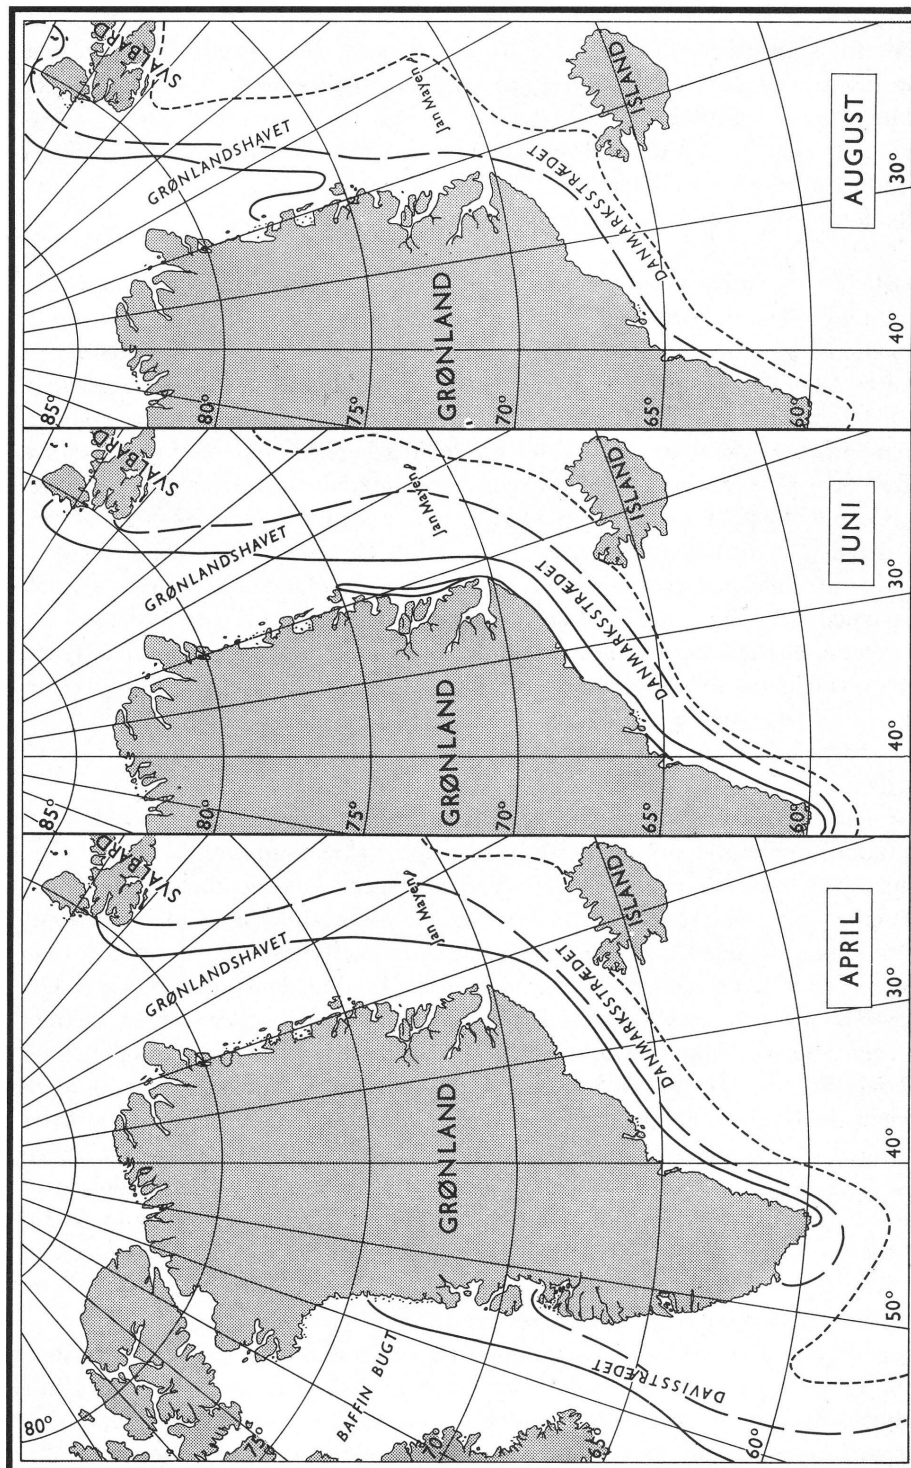 SVALBARD
GRØNLANDSHAVET
Jan Mayen
ISLAND
DANMARKSSTRÆDET
GRØNLAND
AUGUST
85°
80°
75°
70°
65°
60°
30°
40°
SVALBARD
GRØNLANDSHAVET
Jan Mayen
ISLAND
DANMARKSSTRÆDET
GRØNLAND
JUNI
85°
80°
75°
70°
65°
60°
30°
40°
SVALBARD
GRØNLANDSHAVET
Jan Mayen
ISLAND
DANMARKSSTRÆDET
GRØNLAND
BAFFIN BUGT
DAVISSTRÆDET
APRIL
80°
75°
70°
65°
60°
30°
40°
50°